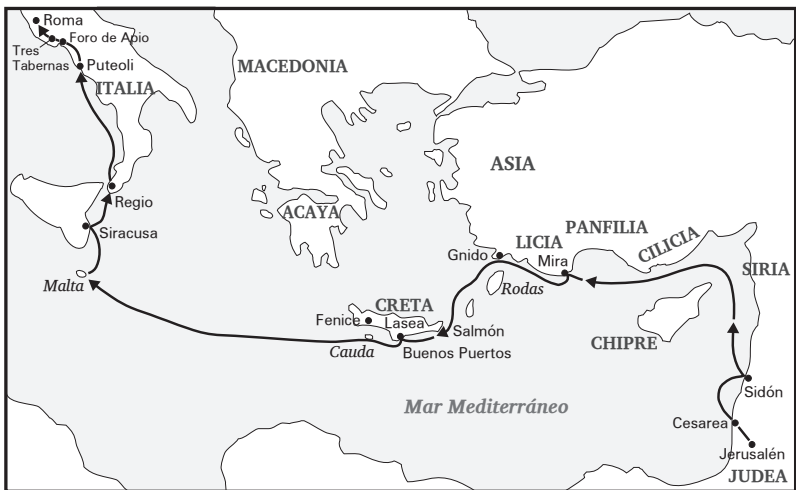 Roma
Foro de Apio
Tres
Tabernas
Puteoli
ITALIA
MACEDONIA
ASIA
Regio
ACAYA
Siracusa
PANFILIA
LICIA
CILICIA
Gnido
Mira
SIRIA
Malta
Rodas
CRETA
Fenice
Lasea
Salmón
CHIPRE
Cauda
Buenos Puertos
Sidón
Mar Mediterráneo
Cesarea
Jerusalén
JUDEA